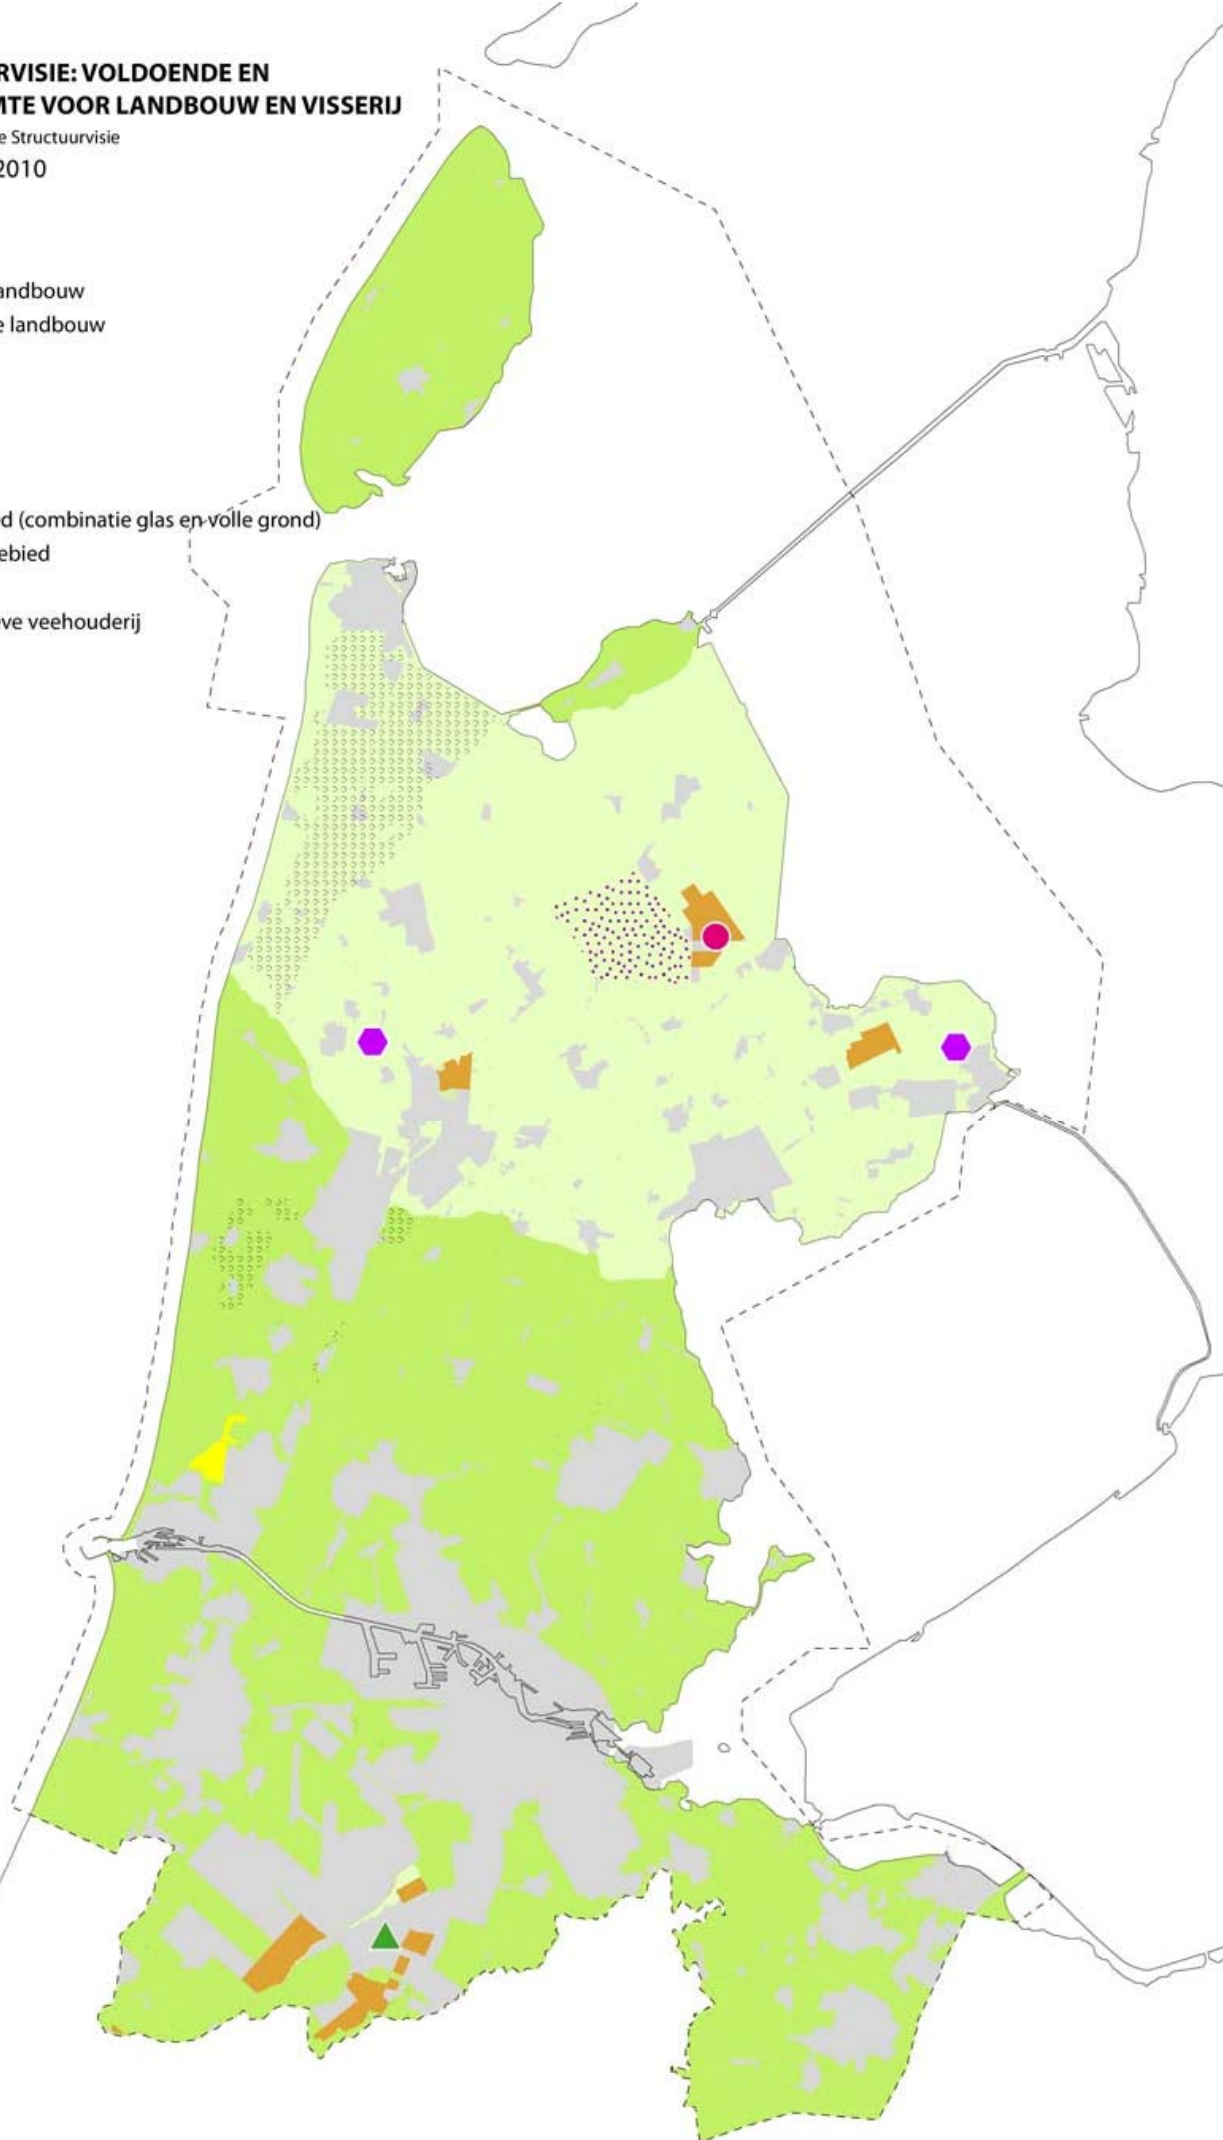 RVISIE: VOLDOENDE EN
MTE VOOR LANDBOUW EN VISSERIJ
e Structuurvisie
2010
andbouw
e landbouw
d (combinatie glas en volle grond)
ebied
ve veehouderij